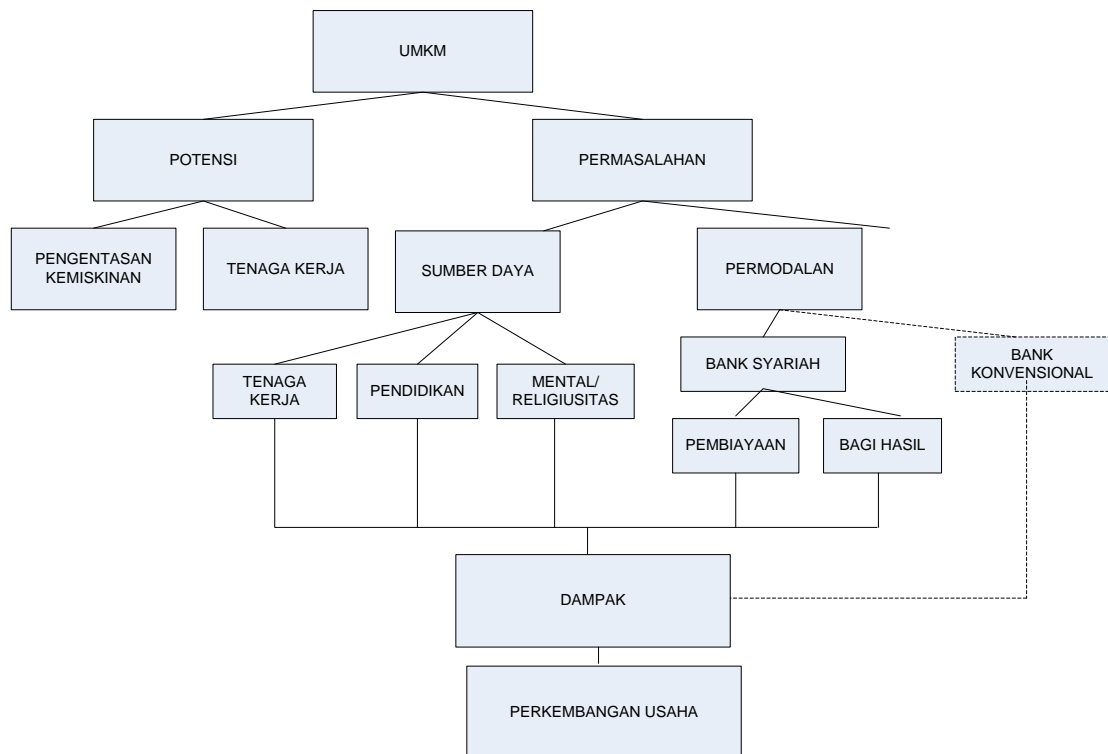 UMKM
POTENSI
PERMASALAHAN
PENGENTASAN
KEMISKINAN
TENAGA KERJA
SUMBER DAYA
PERMODALAN
TENAGA
KERJA
PENDIDIKAN
MENTAL/
RELIGIUSITAS
BANK SYARIAH
BANK
KONVENSIONAL
PEMBIAYAAN
BAGI HASIL
DAMPAK
PERKEMBANGAN USAHA